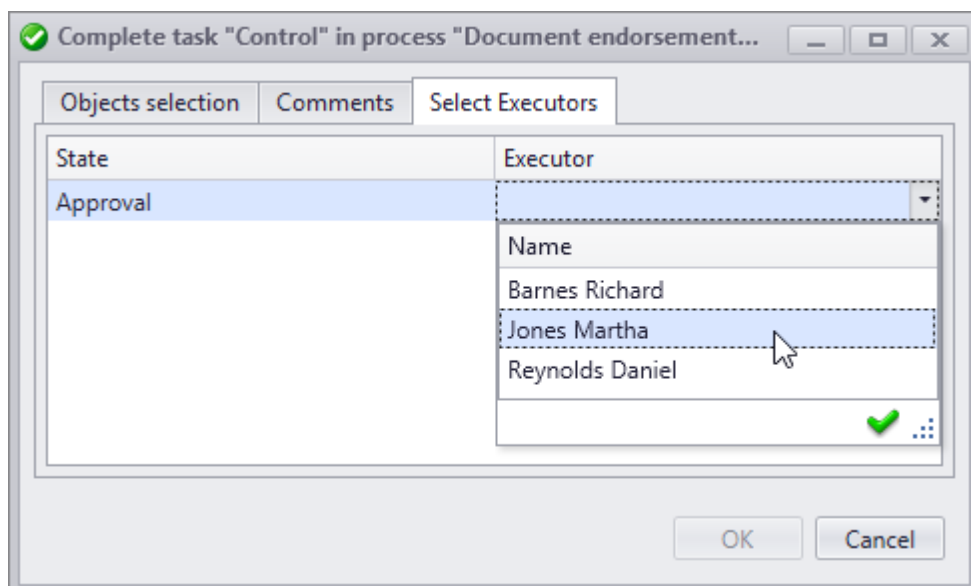 Complete task "Control" in process "Document endorsement...
Objects selection Comments Select Executors
State Executor
Approval
Name
Barnes Richard
Jones Martha
Reynolds Daniel
OK Cancel